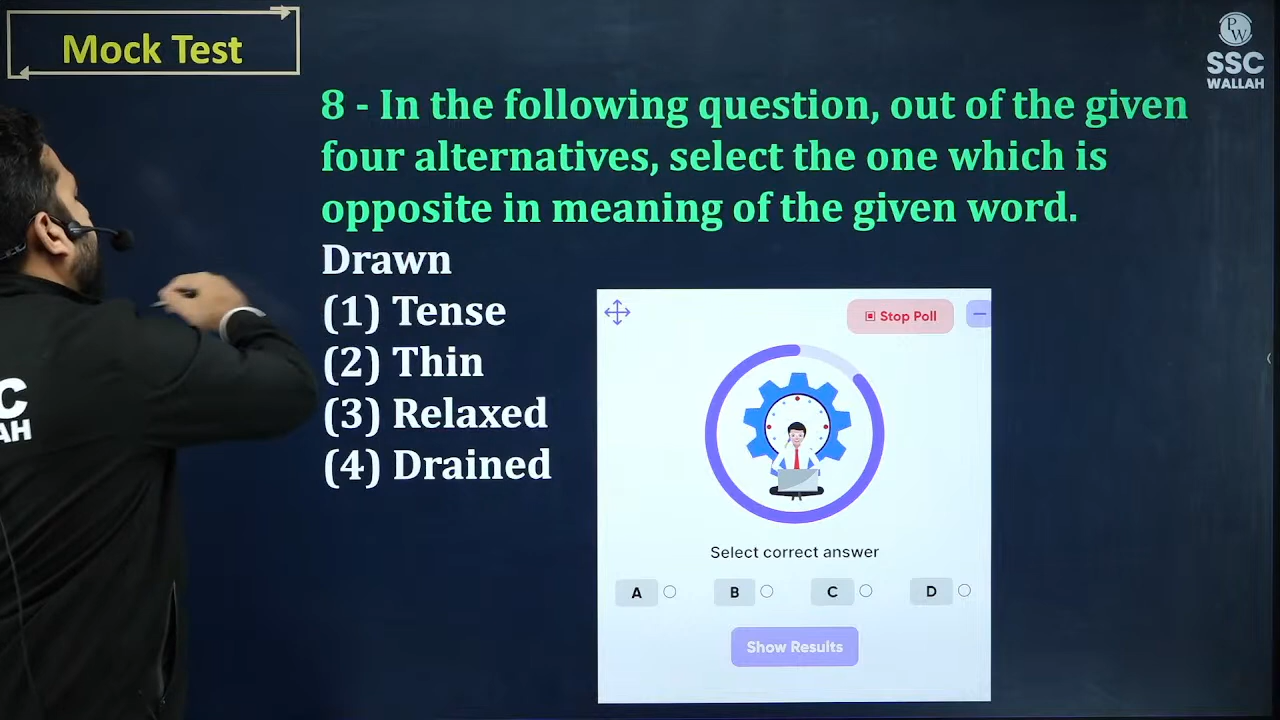 Mock Test
PW
SSC
WALLAH
8 - In the following question, out of the given
four alternatives, select the one which is
opposite in meaning of the given word.
Drawn
(1) Tense
(2) Thin
(3) Relaxed
(4) Drained
Stop Poll
Select correct answer
A
B
C
D
Show Results
C
AH